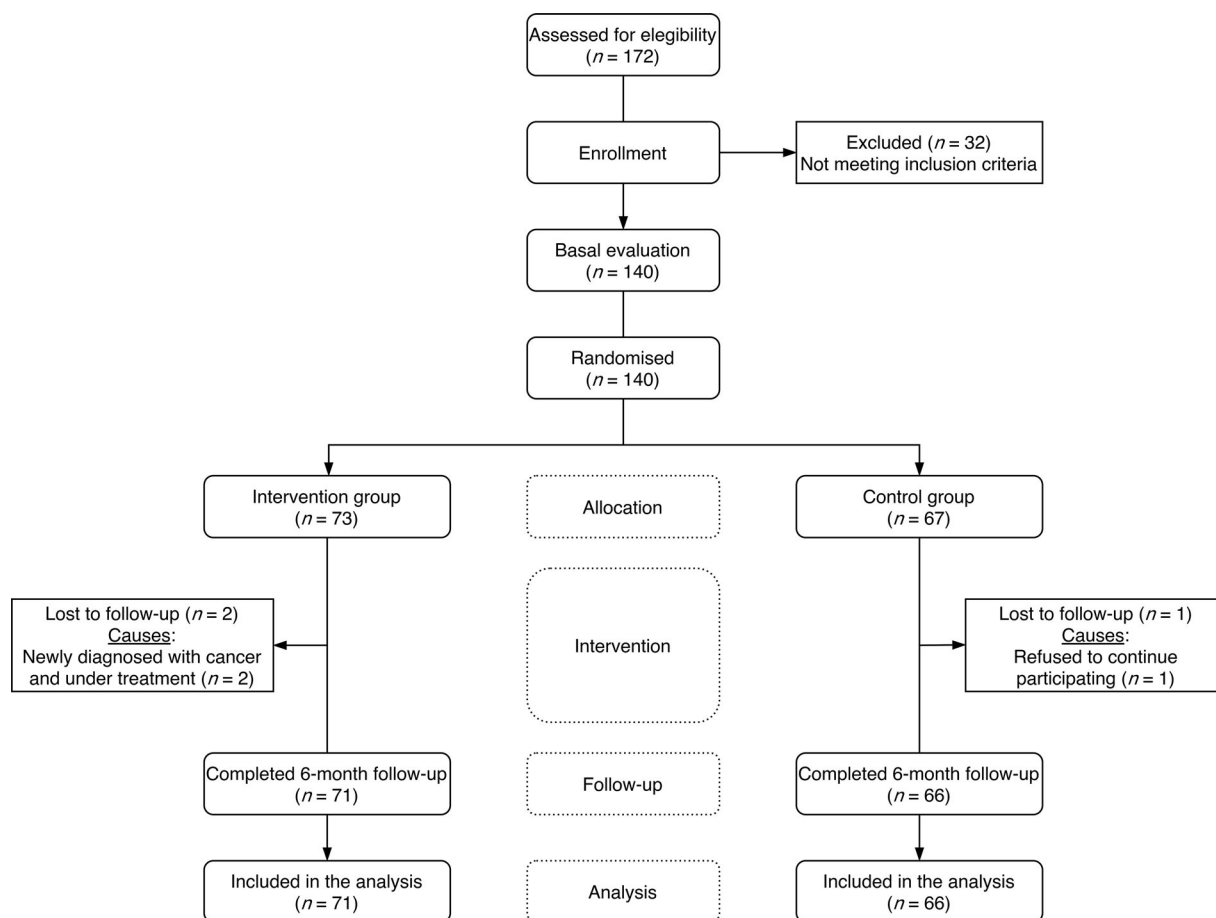 Assessed for elegibility
(n = 172)
Enrollment
Excluded (n = 32)
Not meeting inclusion criteria
Basal evaluation
(n = 140)
Randomised
(n = 140)
Intervention group
(n = 73)
Allocation
Control group
(n = 67)
Lost to follow-up (n = 2)
Causes:
Newly diagnosed with cancer
and under treatment (n = 2)
Intervention
Lost to follow-up (n = 1)
Causes:
Refused to continue
participating (n = 1)
Completed 6-month follow-up
(n = 71)
Follow-up
Completed 6-month follow-up
(n = 66)
Included in the analysis
(n = 71)
Analysis
Included in the analysis
(n = 66)